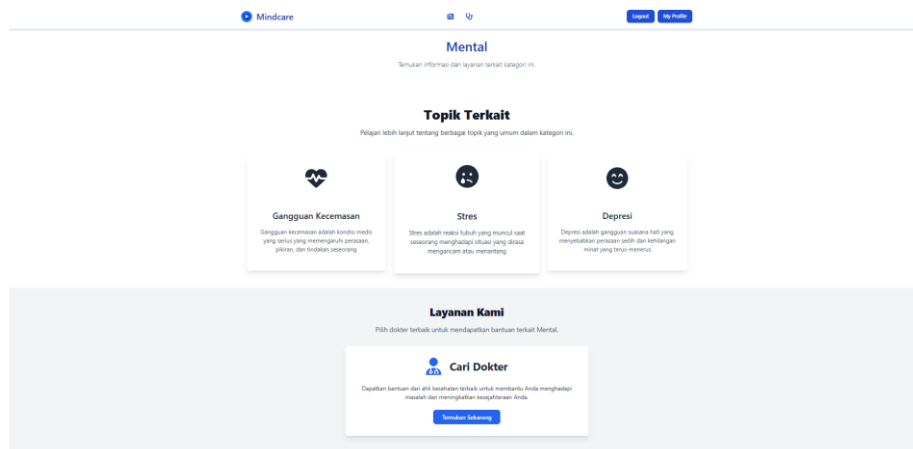 Mindcare
Logout
My Profile
Mental
Temukan informasi dan layanan terkait kategori ini.
Topik Terkait
Pelajari lebih lanjut tentang berbagai topik yang umum dalam kategori ini.
Gangguan Kecemasan
Gangguan kecemasan adalah kondisi medis
yang serius yang memengaruhi perasaan,
pikiran, dan tindakan seseorang
Stres
Stres adalah reaksi tubuh yang muncul saat
seseorang menghadapi situasi yang dirasa
mengancam atau menantang
Depresi
Depresi adalah gangguan suasana hati yang
menyebabkan perasaan sedih dan kehilangan
minat yang terus-menerus
Layanan Kami
Pilih dokter terbaik untuk mendapatkan bantuan terkait Mental.
Cari Dokter
Dapatkan bantuan dari ahli kesehatan terbaik untuk membantu Anda menghadapi
masalah dan meningkatkan kesejahteraan Anda.
Temukan Sekarang